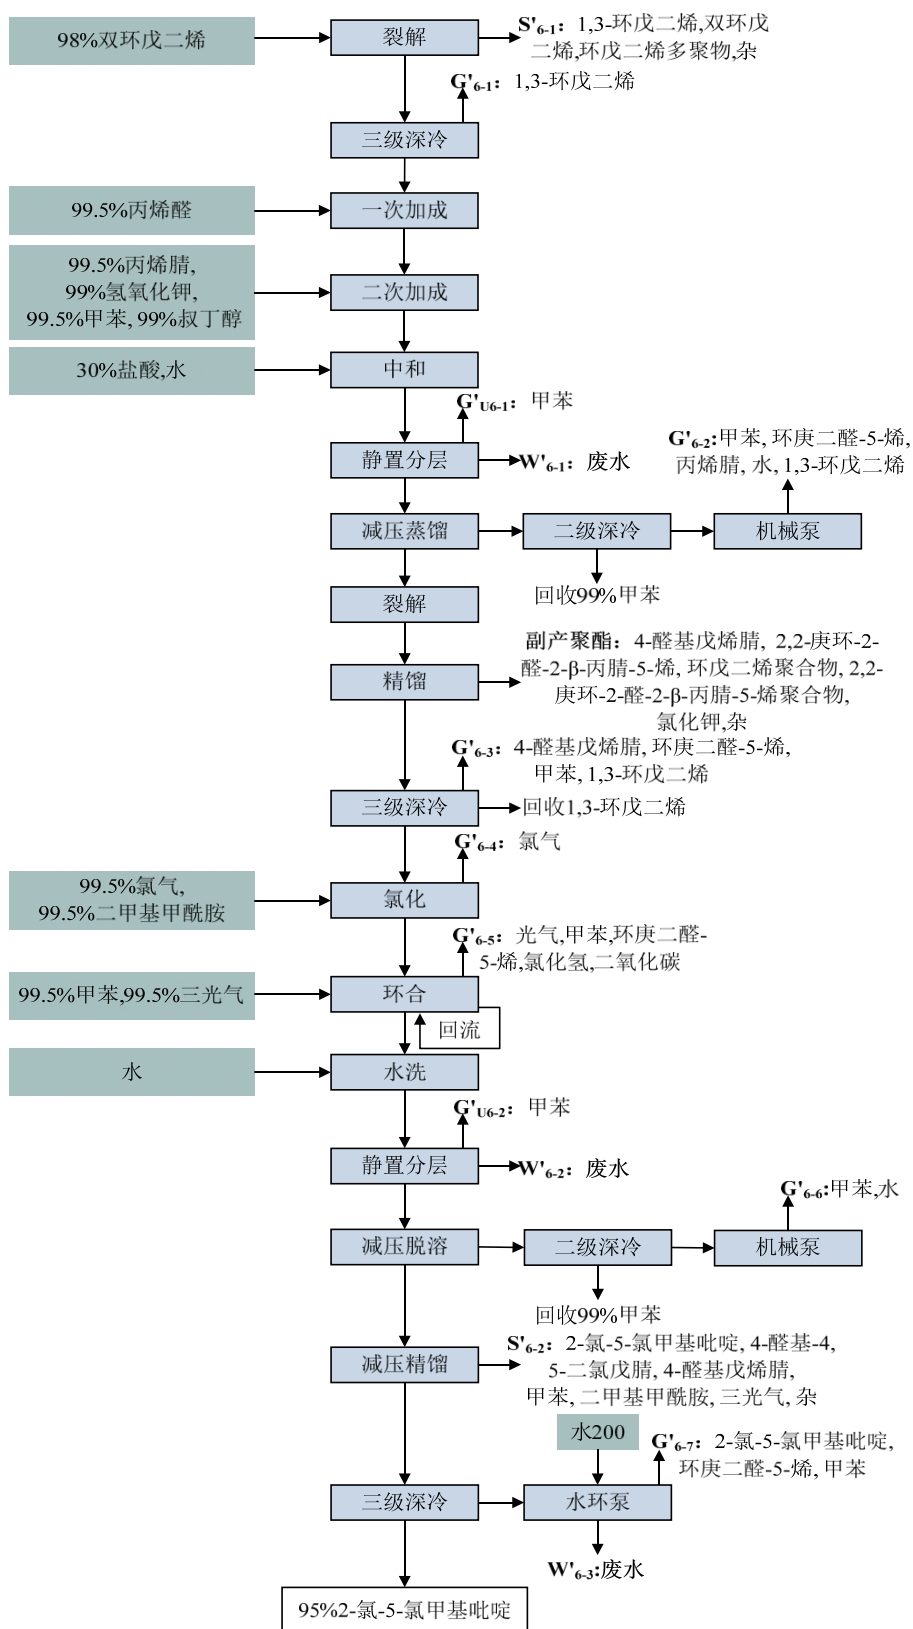 98%双环戊二烯
裂解
S'6-1：1,3-环戊二烯,双环戊
二烯,环戊二烯多聚物,杂
G'6-1：1,3-环戊二烯
三级深冷
99.5%丙烯醛
一次加成
99.5%丙烯腈,
99%氢氧化钾,
99.5%甲苯, 99%叔丁醇
二次加成
30%盐酸,水
中和
G'U6-1：甲苯
静置分层
W'6-1：废水
G'6-2:甲苯, 环庚二醛-5-烯,
丙烯腈, 水, 1,3-环戊二烯
减压蒸馏
二级深冷
机械泵
回收99%甲苯
裂解
副产聚酯：4-醛基戊烯腈, 2,2-庚环-2-
醛-2-β-丙腈-5-烯, 环戊二烯聚合物, 2,2-
庚环-2-醛-2-β-丙腈-5-烯聚合物,
氯化钾,杂
精馏
G'6-3：4-醛基戊烯腈, 环庚二醛-5-烯,
甲苯, 1,3-环戊二烯
三级深冷
回收1,3-环戊二烯
G'6-4：氯气
99.5%氯气,
99.5%二甲基甲酰胺
氯化
G'6-5：光气,甲苯,环庚二醛-
5-烯,氯化氢,二氧化碳
99.5%甲苯,99.5%三光气
环合
回流
水
水洗
G'U6-2：甲苯
静置分层
W'6-2：废水
G'6-6:甲苯,水
减压脱溶
二级深冷
机械泵
回收99%甲苯
S'6-2：2-氯-5-氯甲基吡啶, 4-醛基-4,
5-二氯戊腈, 4-醛基戊烯腈,
甲苯, 二甲基甲酰胺, 三光气, 杂
减压精馏
水200
G'6-7：2-氯-5-氯甲基吡啶,
环庚二醛-5-烯, 甲苯
三级深冷
水环泵
W'6-3:废水
95%2-氯-5-氯甲基吡啶